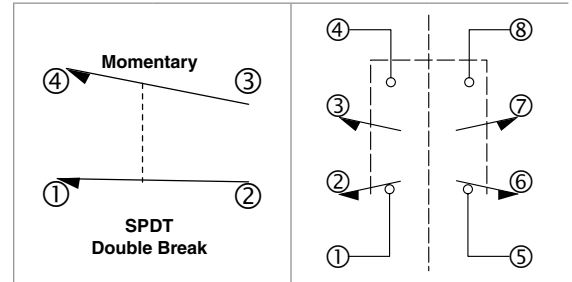 Momentary
④ ③
① ②
SPDT
Double Break
④ ⑧
③ ⑦
② ⑥
① ⑤